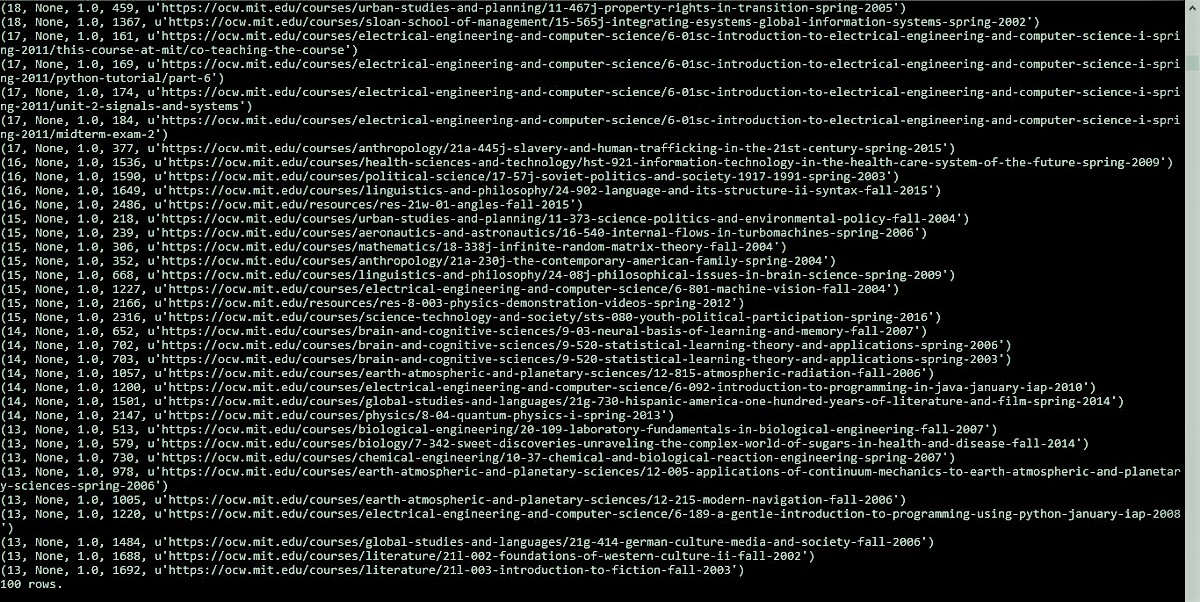 (18, None, 1.0, 459, u'https://ocw.mit.edu/courses/urban-studies-and-planning/11-467j-property-rights-in-transition-spring-2005')
(18, None, 1.0, 1367, u'https://ocw.mit.edu/courses/sloan-school-of-management/15-565j-integrating-esystems-global-information-systems-spring-2002')
(17, None, 1.0, 161, u'https://ocw.mit.edu/courses/electrical-engineering-and-computer-science/6-01sc-introduction-to-electrical-engineering-and-computer-science-i-spri
ng-2011/this-course-at-mit/co-teaching-the-course')
(17, None, 1.0, 169, u'https://ocw.mit.edu/courses/electrical-engineering-and-computer-science/6-01sc-introduction-to-electrical-engineering-and-computer-science-i-spri
ng-2011/python-tutorial/part-6')
(17, None, 1.0, 174, u'https://ocw.mit.edu/courses/electrical-engineering-and-computer-science/6-01sc-introduction-to-electrical-engineering-and-computer-science-i-spri
ng-2011/unit-2-signals-and-systems')
(17, None, 1.0, 184, u'https://ocw.mit.edu/courses/electrical-engineering-and-computer-science/6-01sc-introduction-to-electrical-engineering-and-computer-science-i-spri
ng-2011/midterm-exam-2')
(17, None, 1.0, 377, u'https://ocw.mit.edu/courses/anthropology/21a-445j-slavery-and-human-trafficking-in-the-21st-century-spring-2015')
(16, None, 1.0, 1536, u'https://ocw.mit.edu/courses/health-sciences-and-technology/hst-921-information-technology-in-the-health-care-system-of-the-future-spring-2009')
(16, None, 1.0, 1590, u'https://ocw.mit.edu/courses/political-science/17-57j-soviet-politics-and-society-1917-1991-spring-2003')
(16, None, 1.0, 1649, u'https://ocw.mit.edu/courses/linguistics-and-philosophy/24-902-language-and-its-structure-ii-syntax-fall-2015')
(16, None, 1.0, 2486, u'https://ocw.mit.edu/resources/res-21w-01-angles-fall-2015')
(15, None, 1.0, 218, u'https://ocw.mit.edu/courses/urban-studies-and-planning/11-373-science-politics-and-environmental-policy-fall-2004')
(15, None, 1.0, 239, u'https://ocw.mit.edu/courses/aeronautics-and-astronautics/16-540-internal-flows-in-turbomachines-spring-2006')
(15, None, 1.0, 306, u'https://ocw.mit.edu/courses/mathematics/18-338j-infinite-random-matrix-theory-fall-2004')
(15, None, 1.0, 352, u'https://ocw.mit.edu/courses/anthropology/21a-230j-the-contemporary-american-family-spring-2004')
(15, None, 1.0, 668, u'https://ocw.mit.edu/courses/linguistics-and-philosophy/24-08j-philosophical-issues-in-brain-science-spring-2009')
(15, None, 1.0, 1227, u'https://ocw.mit.edu/courses/electrical-engineering-and-computer-science/6-801-machine-vision-fall-2004')
(15, None, 1.0, 2166, u'https://ocw.mit.edu/resources/res-8-003-physics-demonstration-videos-spring-2012')
(15, None, 1.0, 2316, u'https://ocw.mit.edu/courses/science-technology-and-society/sts-080-youth-political-participation-spring-2016')
(14, None, 1.0, 652, u'https://ocw.mit.edu/courses/brain-and-cognitive-sciences/9-03-neural-basis-of-learning-and-memory-fall-2007')
(14, None, 1.0, 702, u'https://ocw.mit.edu/courses/brain-and-cognitive-sciences/9-520-statistical-learning-theory-and-applications-spring-2006')
(14, None, 1.0, 703, u'https://ocw.mit.edu/courses/brain-and-cognitive-sciences/9-520-statistical-learning-theory-and-applications-spring-2003')
(14, None, 1.0, 1057, u'https://ocw.mit.edu/courses/earth-atmospheric-and-planetary-sciences/12-815-atmospheric-radiation-fall-2006')
(14, None, 1.0, 1200, u'https://ocw.mit.edu/courses/electrical-engineering-and-computer-science/6-092-introduction-to-programming-in-java-january-iap-2010')
(14, None, 1.0, 1501, u'https://ocw.mit.edu/courses/global-studies-and-languages/21g-730-hispanic-america-one-hundred-years-of-literature-and-film-spring-2014')
(14, None, 1.0, 2147, u'https://ocw.mit.edu/courses/physics/8-04-quantum-physics-i-spring-2013')
(13, None, 1.0, 513, u'https://ocw.mit.edu/courses/biological-engineering/20-109-laboratory-fundamentals-in-biological-engineering-fall-2007')
(13, None, 1.0, 579, u'https://ocw.mit.edu/courses/biology/7-342-sweet-discoveries-unraveling-the-complex-world-of-sugars-in-health-and-disease-fall-2014')
(13, None, 1.0, 730, u'https://ocw.mit.edu/courses/chemical-engineering/10-37-chemical-and-biological-reaction-engineering-spring-2007')
(13, None, 1.0, 978, u'https://ocw.mit.edu/courses/earth-atmospheric-and-planetary-sciences/12-005-applications-of-continuum-mechanics-to-earth-atmospheric-and-planetar
y-sciences-spring-2006')
(13, None, 1.0, 1005, u'https://ocw.mit.edu/courses/earth-atmospheric-and-planetary-sciences/12-215-modern-navigation-fall-2006')
(13, None, 1.0, 1220, u'https://ocw.mit.edu/courses/electrical-engineering-and-computer-science/6-189-a-gentle-introduction-to-programming-using-python-january-iap-2008
')
(13, None, 1.0, 1484, u'https://ocw.mit.edu/courses/global-studies-and-languages/21g-414-german-culture-media-and-society-fall-2006')
(13, None, 1.0, 1688, u'https://ocw.mit.edu/courses/literature/21l-002-foundations-of-western-culture-ii-fall-2002')
(13, None, 1.0, 1692, u'https://ocw.mit.edu/courses/literature/21l-003-introduction-to-fiction-fall-2003')
100 rows.